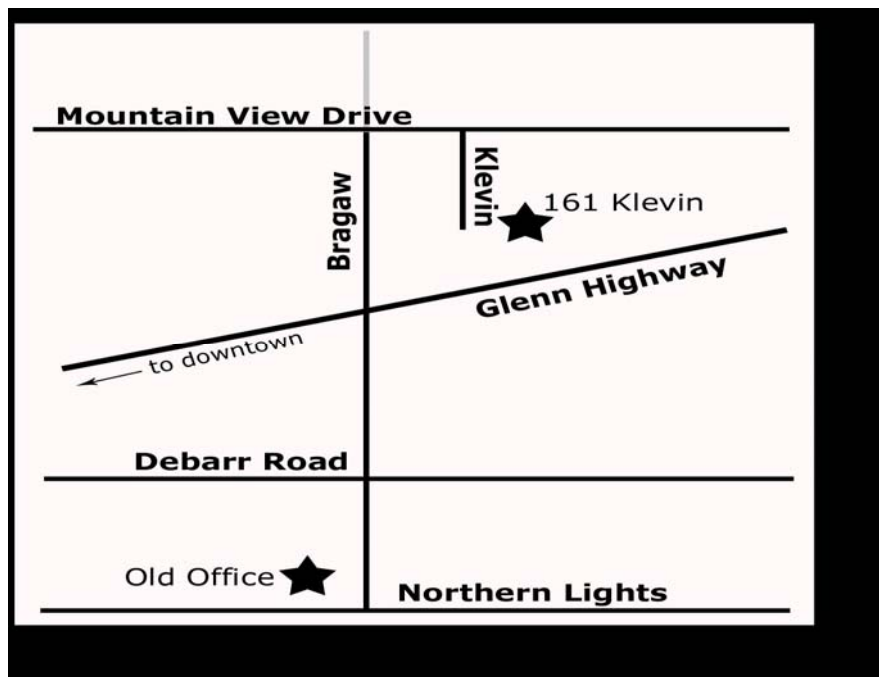 Mountain View Drive
Bragaw
Klevin
161 Klevin
Glenn Highway
to downtown
Debarr Road
Old Office
Northern Lights